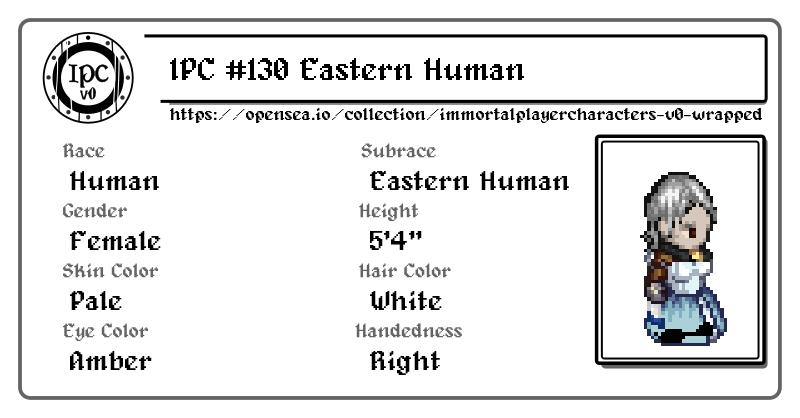 IPC v0
IPC #130 Eastern Human
https://opensea.io/collection/immortalplayercharacters-v0-wrapped
Race
Subrace
Human
Eastern Human
Gender
Height
Female
5'4"
Skin Color
Hair Color
Pale
White
Eye Color
Handedness
Amber
Right